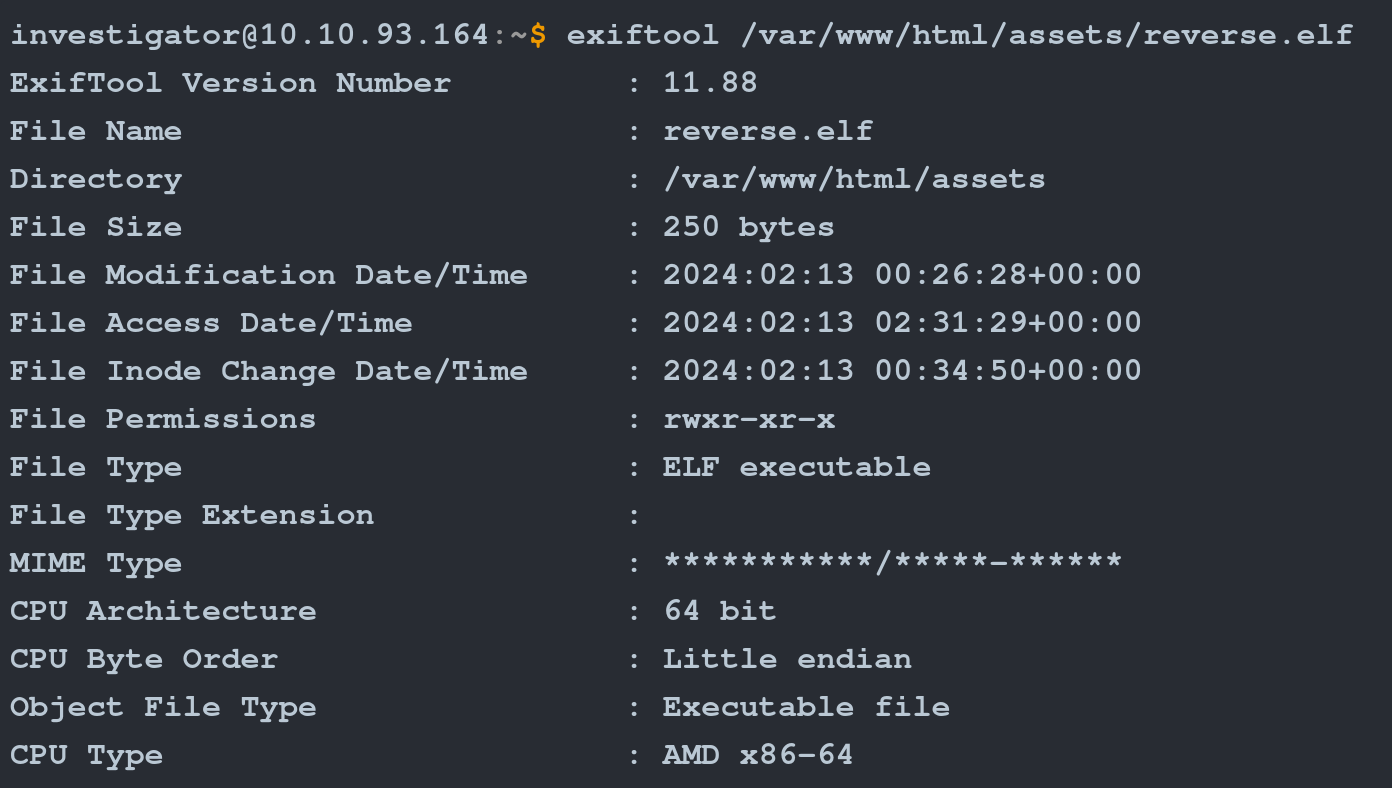 investigator@10.10.93.164:~$ exiftool /var/www/html/assets/reverse.elf
ExifTool Version Number         : 11.88
File Name                       : reverse.elf
Directory                       : /var/www/html/assets
File Size                       : 250 bytes
File Modification Date/Time     : 2024:02:13 00:26:28+00:00
File Access Date/Time           : 2024:02:13 02:31:29+00:00
File Inode Change Date/Time     : 2024:02:13 00:34:50+00:00
File Permissions                : rwxr-xr-x
File Type                       : ELF executable
File Type Extension             :
MIME Type                       : ***********/*****-******
CPU Architecture                : 64 bit
CPU Byte Order                  : Little endian
Object File Type                : Executable file
CPU Type                        : AMD x86-64